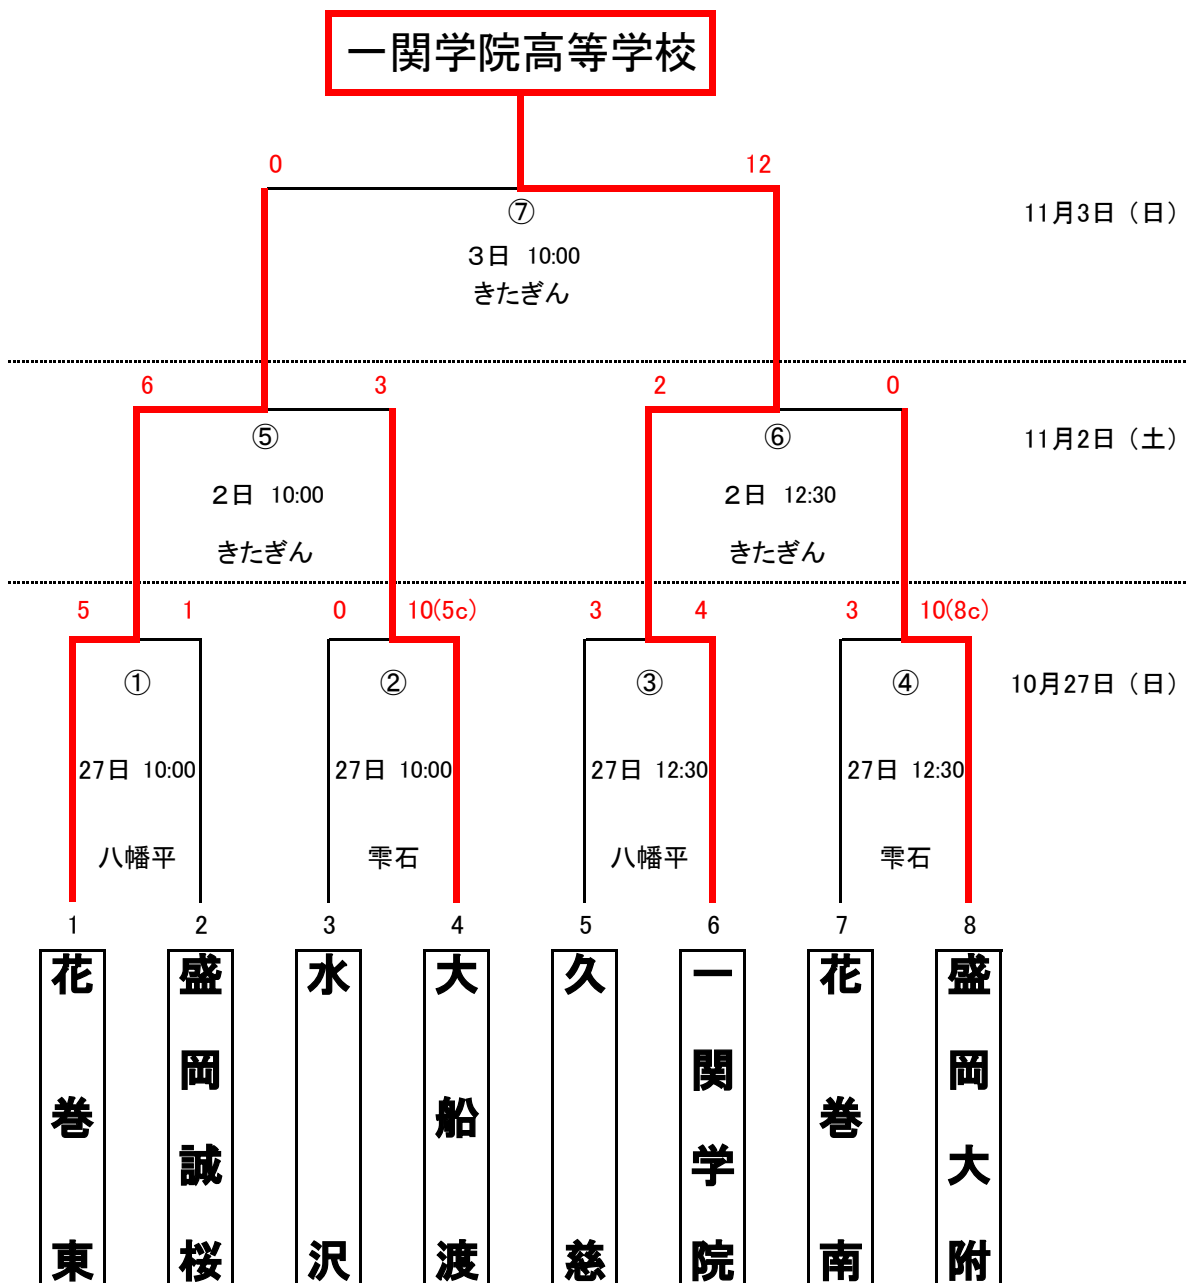 一関学院高等学校
0 12
⑦ 11月3日（日）
３日 10:00
きたぎん
6 3 2 0
⑤ ⑥ 11月2日（土）
２日 10:00 ２日 12:30
きたぎん きたぎん
5 1 0 10(5c) 3 4 3 10(8c)
① ② ③ ④ 10月27日（日）
27日 10:00 27日 10:00 27日 12:30 27日 12:30
八幡平 雫石 八幡平 雫石
1 2 3 4 5 6 7 8
花巻東
盛岡誠桜
水沢
大船渡
久慈
一関学院
花巻南
盛岡大附